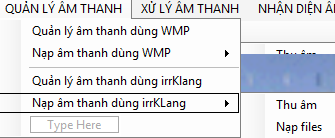 QUẢN LÝ ÂM THANH XỬ LÝ ÂM THANH NHẬN DIỆN ÂM
Quản lý âm thanh dùng WMP
Nạp âm thanh dùng WMP
Thu âm
Quản lý âm thanh dùng irrKlang
Nạp âm thanh dùng irrKLang
Thu âm
Type Here
Nạp files